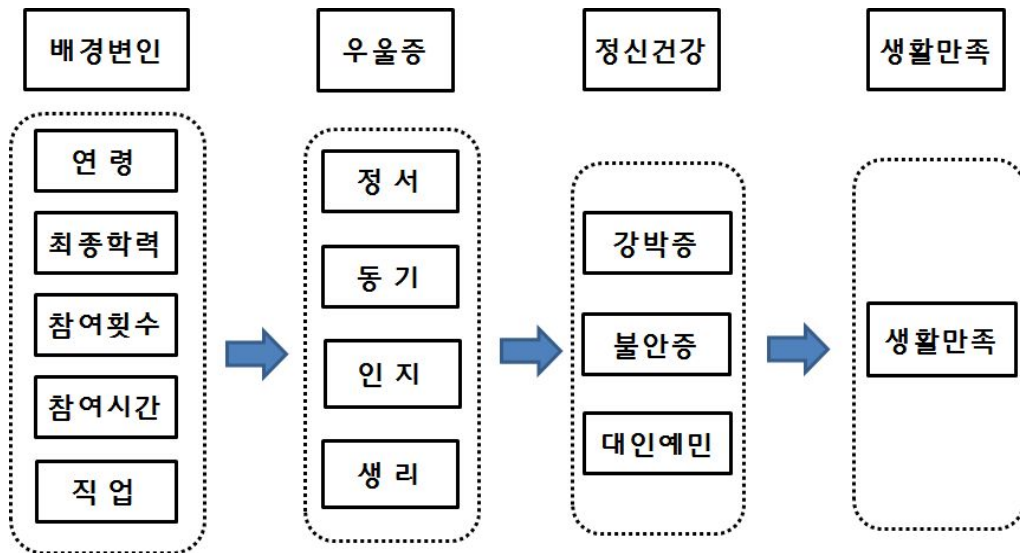 배경변인
우울증
정신건강
생활만족
연 령
최종학력
참여횟수
참여시간
직 업
정 서
동 기
인 지
생 리
강박증
불안증
대인예민
생활만족